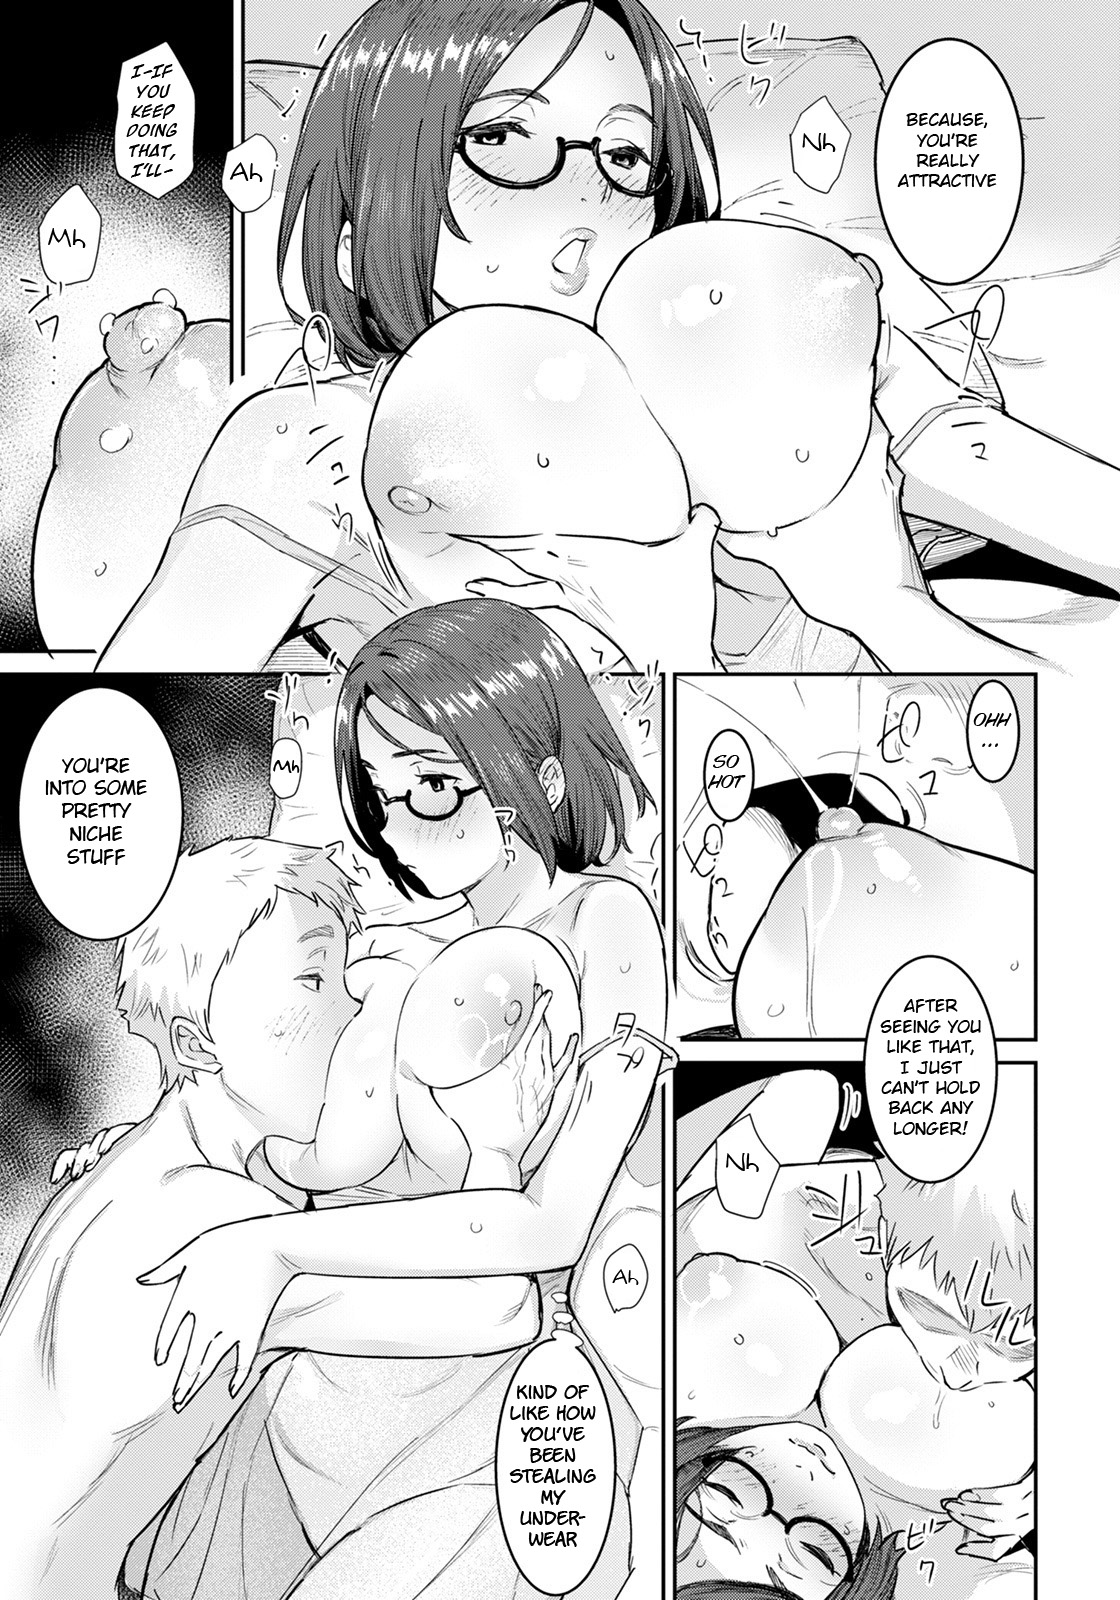 BECAUSE,
YOU'RE
REALLY
ATTRACTIVE
Nh
Ah
I-IF
YOU
KEEP
DOING
THAT,
I'LL-
Mh
OHH
...
SO
HOT
AFTER
SEEING YOU
LIKE THAT,
I JUST
CAN'T HOLD
BACK ANY
LONGER!
Nh
Mh
YOU'RE
INTO SOME
PRETTY
NICHE
STUFF
Ah
KIND OF
LIKE HOW
YOU'VE
BEEN
STEALING
MY
UNDER-
WEAR